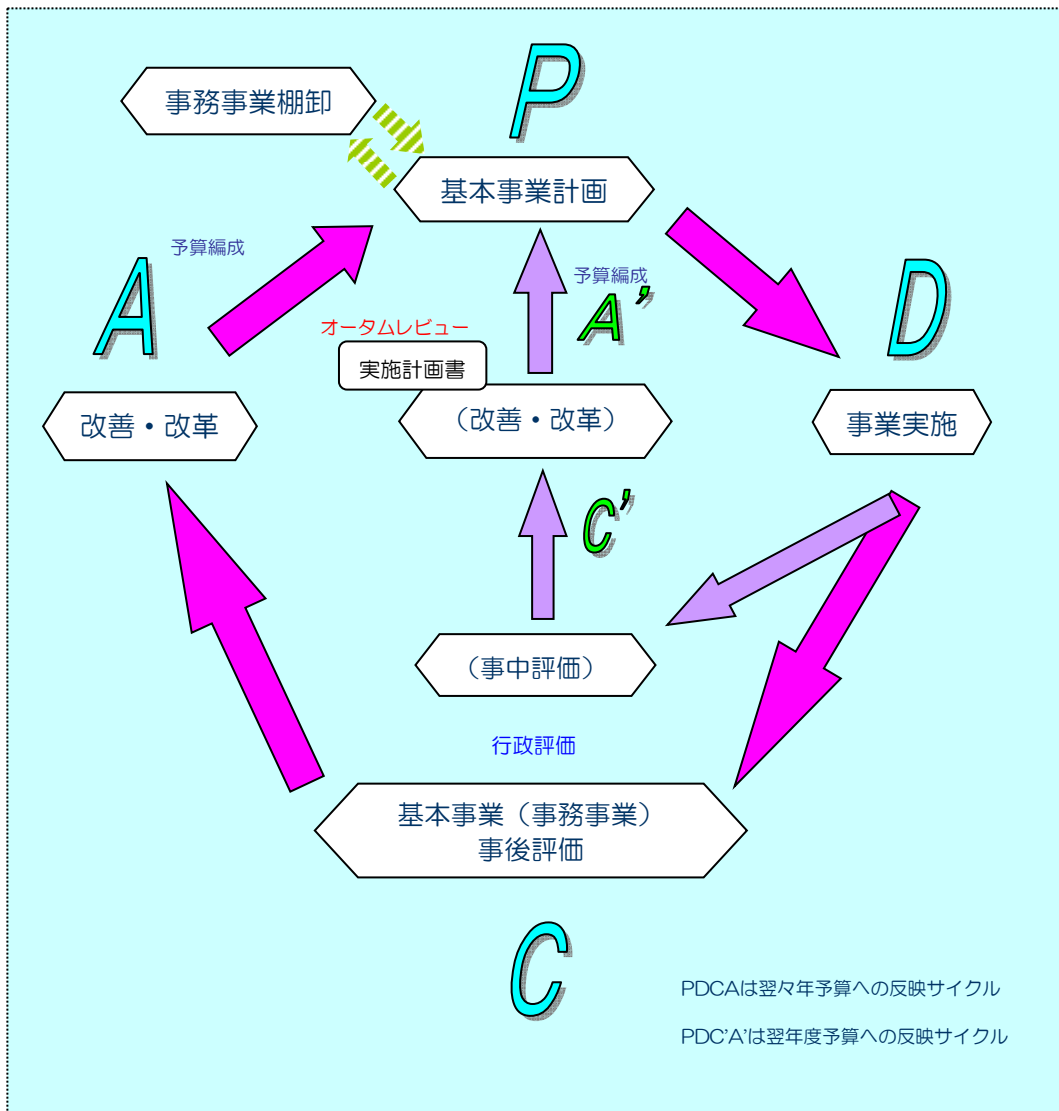 P
事務事業棚卸
基本事業計画
予算編成
予算編成
A
A'
D
オータムレビュー
実施計画書
改善・改革
（改善・改革）
事業実施
C'
（事中評価）
行政評価
基本事業（事務事業）
事後評価
C
PDCAは翌々年予算への反映サイクル
PDC'A'は翌年度予算への反映サイクル